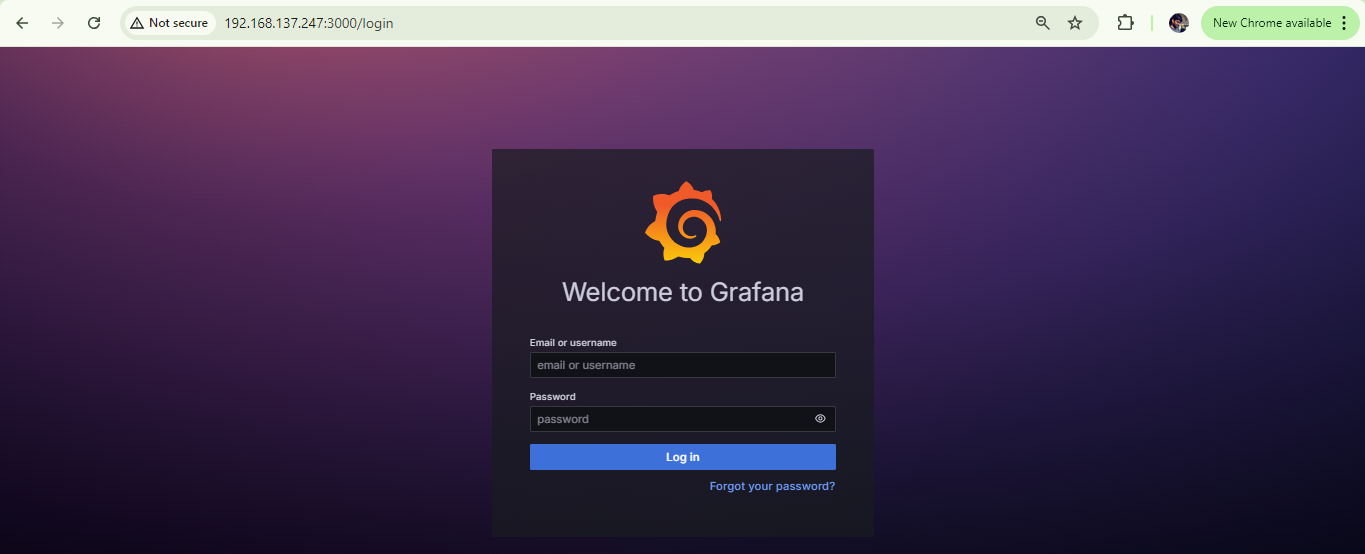 Not secure 192.168.137.247:3000/login New Chrome available
Welcome to Grafana
Email or username
email or username
Password
password
Log in
Forgot your password?